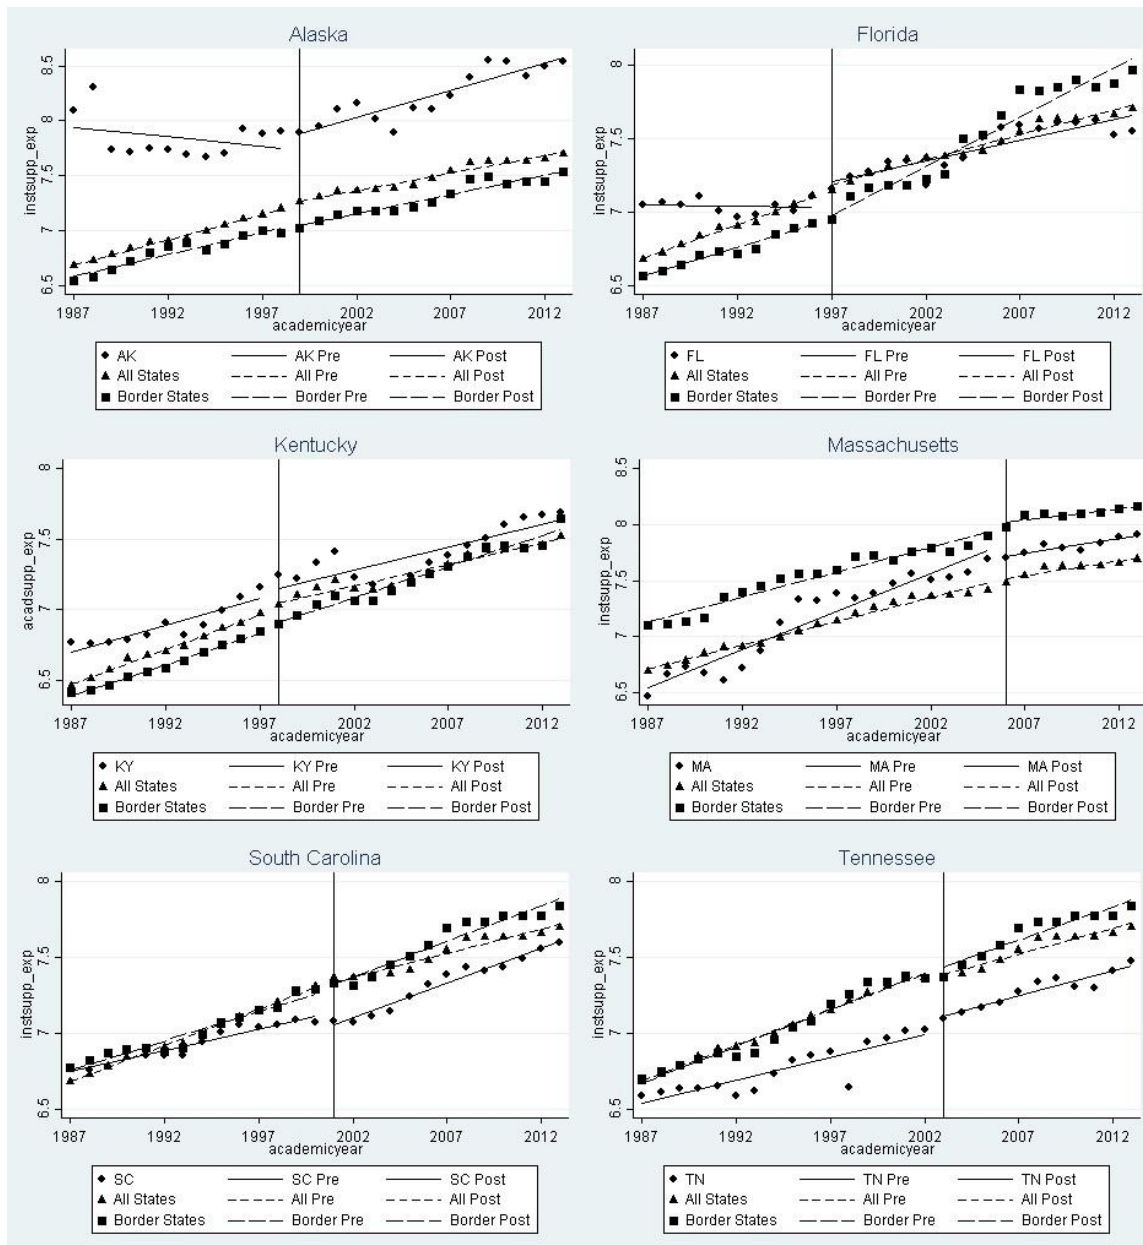 Alaska
8.5
8
7.5
7
6.5
instsupp_exp
1987 1992 1997 2002 2007 2012
academicyear
AK AK Pre AK Post
All States All Pre All Post
Border States Border Pre Border Post
Florida
8
7.5
7
6.5
instsupp_exp
1987 1992 1997 2002 2007 2012
academicyear
FL FL Pre FL Post
All States All Pre All Post
Border States Border Pre Border Post
Kentucky
8
7.5
7
6.5
acadsupp_exp
1987 1992 1997 2002 2007 2012
academicyear
KY KY Pre KY Post
All States All Pre All Post
Border States Border Pre Border Post
Massachusetts
8.5
8
7.5
7
6.5
instsupp_exp
1987 1992 1997 2002 2007 2012
academicyear
MA MA Pre MA Post
All States All Pre All Post
Border States Border Pre Border Post
South Carolina
8
7.5
7
6.5
instsupp_exp
1987 1992 1997 2002 2007 2012
academicyear
SC SC Pre SC Post
All States All Pre All Post
Border States Border Pre Border Post
Tennessee
8
7.5
7
6.5
instsupp_exp
1987 1992 1997 2002 2007 2012
academicyear
TN TN Pre TN Post
All States All Pre All Post
Border States Border Pre Border Post